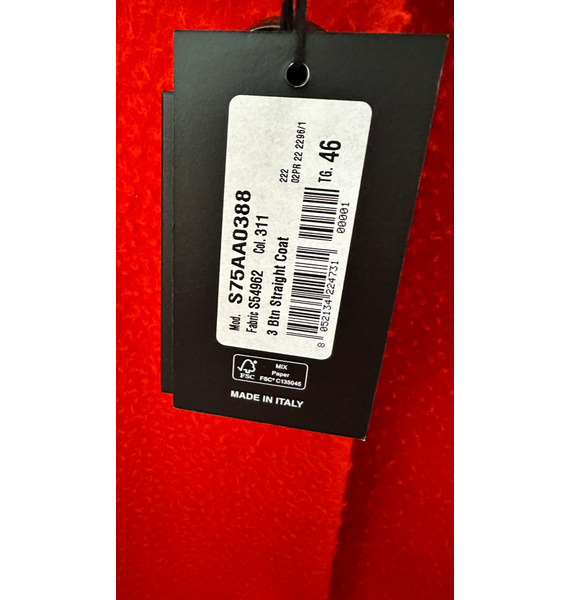 Mod. S75AA0388
Fabric S54962 Col. 311
3 Btn Straight Coat
222
D2PR 22 2296/1
TG. 46
8 052134 224731
00001
FSC
MIX
Paper
FSC® C135045
MADE IN ITALY